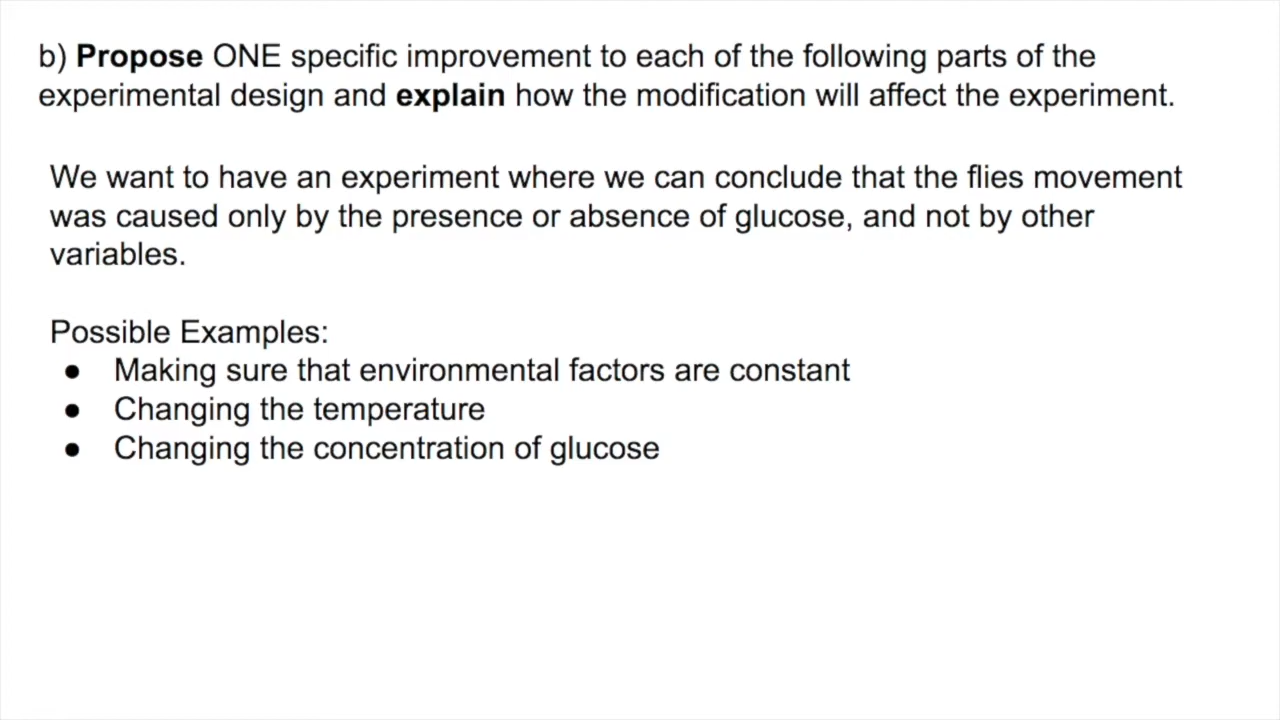 b) Propose ONE specific improvement to each of the following parts of the
experimental design and explain how the modification will affect the experiment.
We want to have an experiment where we can conclude that the flies movement
was caused only by the presence or absence of glucose, and not by other
variables.
Possible Examples:
● Making sure that environmental factors are constant
● Changing the temperature
● Changing the concentration of glucose